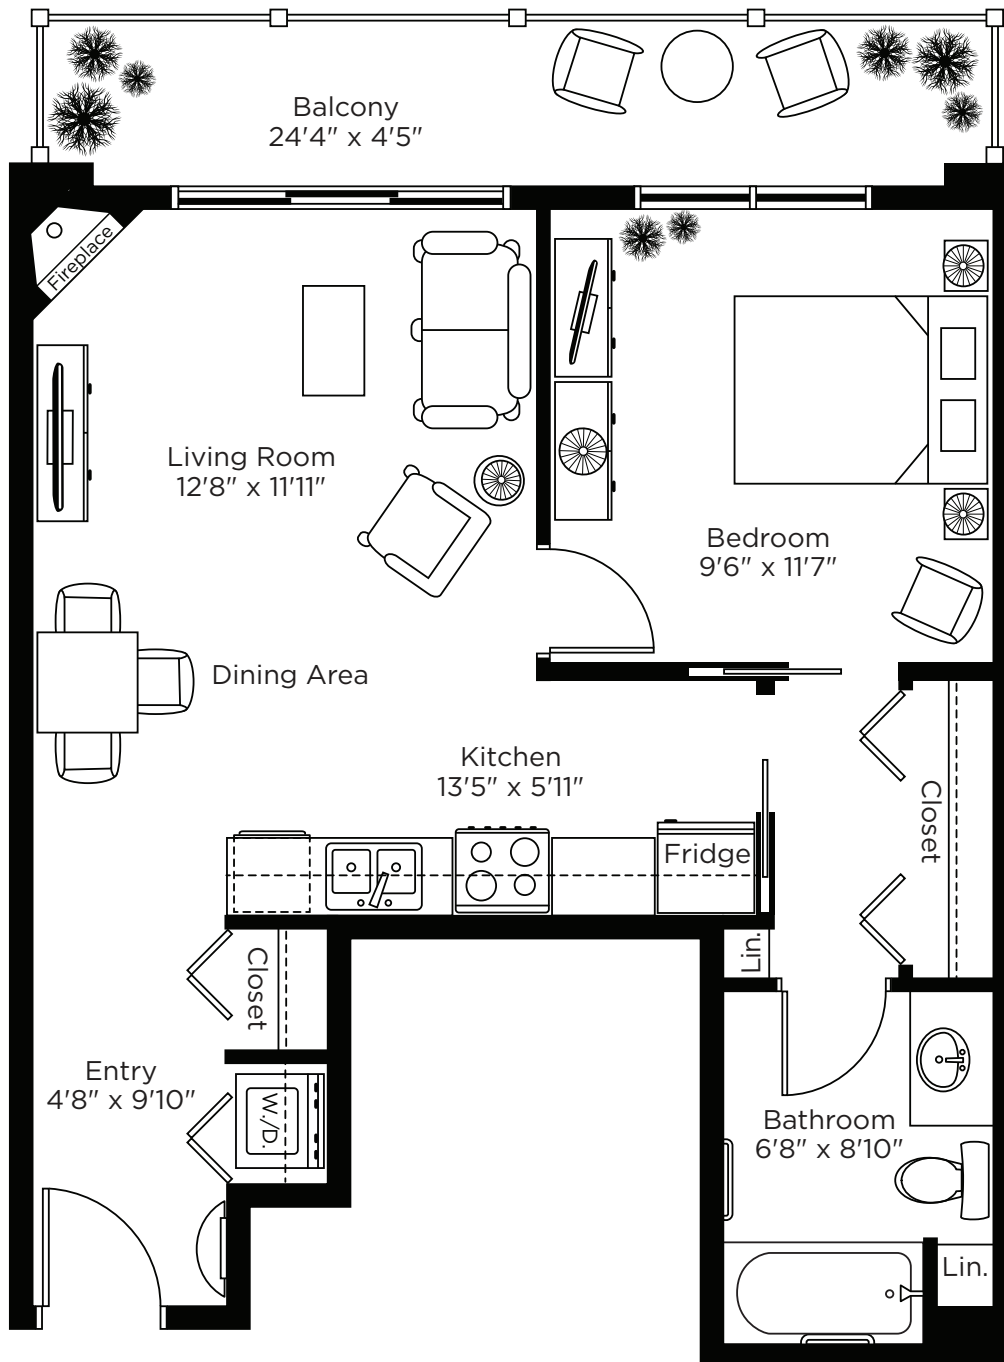 Balcony
24'4" x 4'5"
Fireplace
Living Room
12'8" x 11'11"
Bedroom
9'6" x 11'7"
Dining Area
Kitchen
13'5" x 5'11"
Closet
Fridge
Lin.
Closet
Entry
4'8" x 9'10"
W./D.
Bathroom
6'8" x 8'10"
Lin.